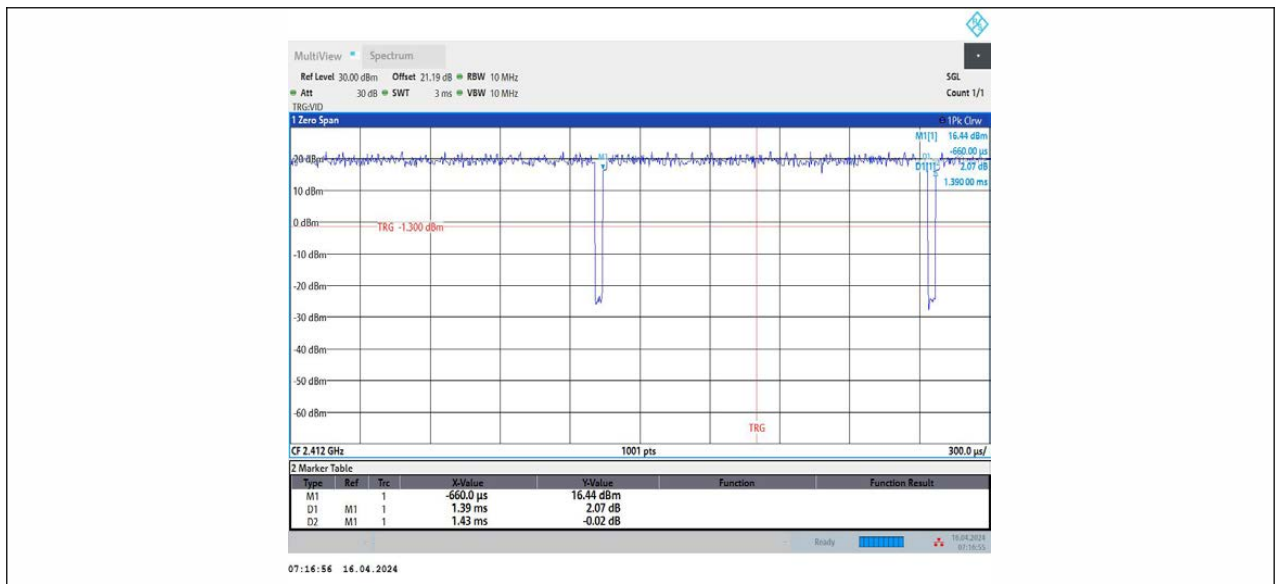 MultiView Spectrum
Ref Level 30.00 dBm Offset 21.19 dB RBW 10 MHz SGL
Att 30 dB SWT 3 ms VBW 10 MHz Count 1/1
TRG:VID
1 Zero Span 1Pk Clrw
M1[1] 16.44 dBm
-660.00 µs
20 dBm M1 D1[1] 2.07 dB
1.390 00 ms
10 dBm
0 dBm
TRG -1.300 dBm
-10 dBm
-20 dBm
-30 dBm
-40 dBm
-50 dBm
-60 dBm
TRG
CF 2.412 GHz 1001 pts 300.0 µs/
2 Marker Table
Type Ref Trc X-Value Y-Value Function Function Result
M1 1 -660.0 µs 16.44 dBm
D1 M1 1 1.39 ms 2.07 dB
D2 M1 1 1.43 ms -0.02 dB
Ready 16.04.2024
07:16:55
07:16:56 16.04.2024